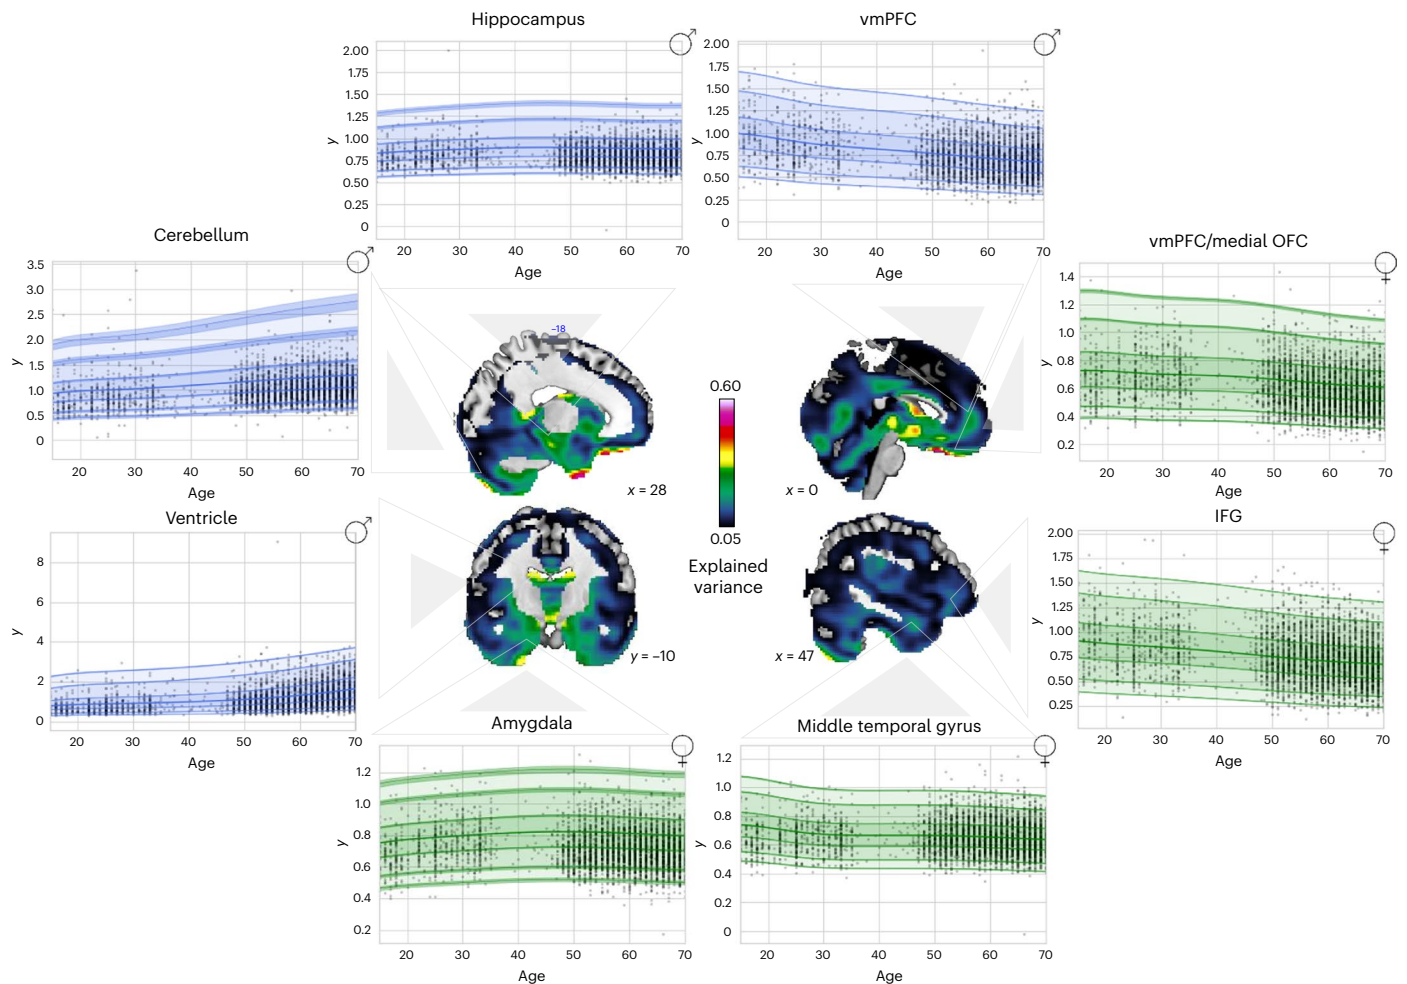 Hippocampus
2.00
1.75
1.50
1.25
1.00
0.75
0.50
0.25
0
y
20 30 40 50 60 70
Age
vmPFC
2.00
1.75
1.50
1.25
1.00
0.75
0.50
0.25
0
y
20 30 40 50 60 70
Age
Cerebellum
3.5
3.0
2.5
2.0
1.5
1.0
0.5
0
y
20 30 40 50 60 70
Age
vmPFC/medial OFC
1.4
1.2
1.0
0.8
0.6
0.4
0.2
y
20 30 40 50 60 70
Age
–18
x = 28
0.60
0.05
Explained
variance
x = 0
y = –10
x = 47
Ventricle
8
6
4
2
0
y
20 30 40 50 60 70
Age
IFG
2.00
1.75
1.50
1.25
1.00
0.75
0.50
0.25
y
20 30 40 50 60 70
Age
Amygdala
1.2
1.0
0.8
0.6
0.4
0.2
y
20 30 40 50 60 70
Age
Middle temporal gyrus
1.2
1.0
0.8
0.6
0.4
0.2
0
y
20 30 40 50 60 70
Age